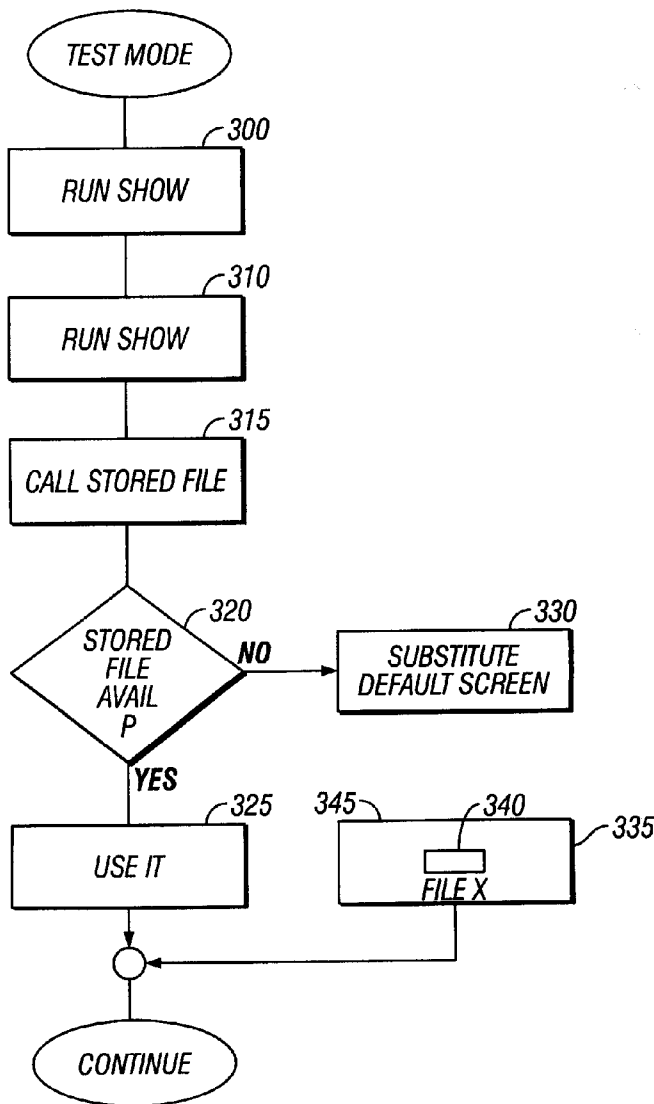 TEST MODE
300
RUN SHOW
310
RUN SHOW
315
CALL STORED FILE
320
STORED
FILE
AVAIL
P
NO
330
SUBSTITUTE
DEFAULT SCREEN
YES
325
USE IT
345
340
335
FILE X
CONTINUE